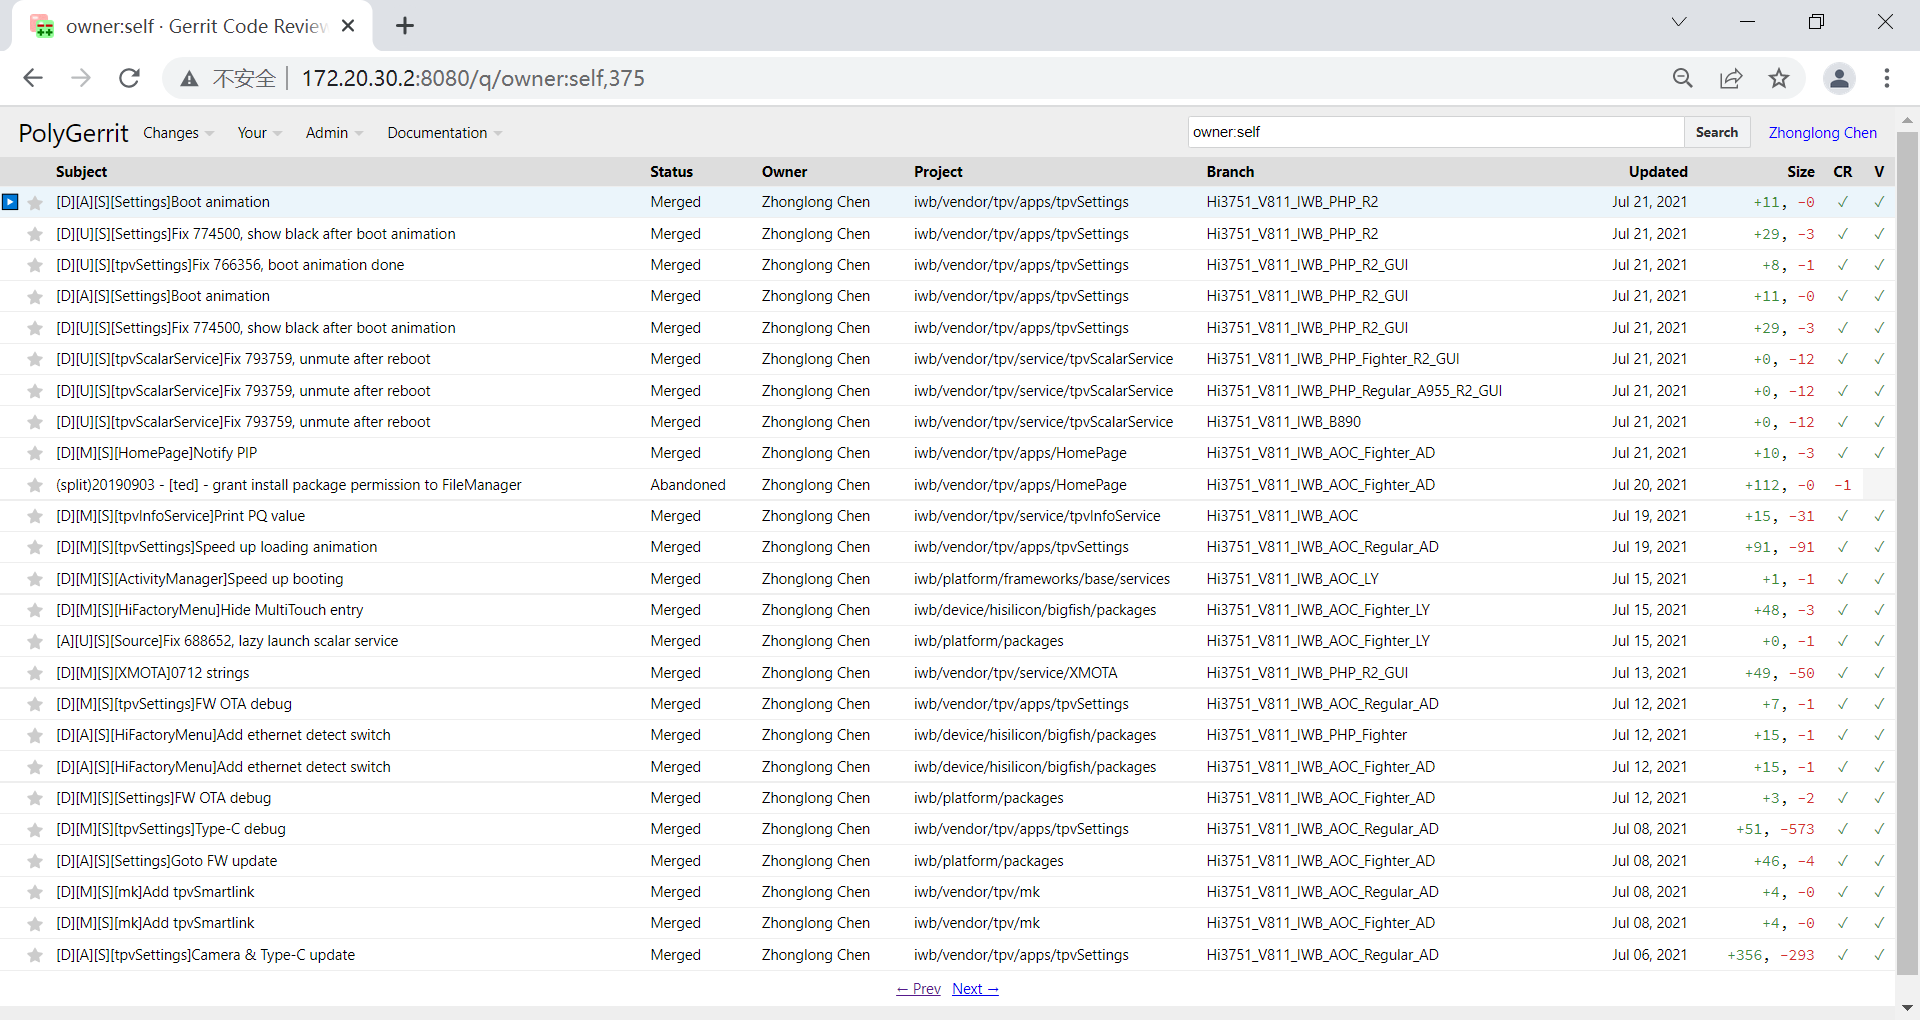 owner:self · Gerrit Code Review
不安全 172.20.30.2:8080/q/owner:self,375
PolyGerrit Changes Your Admin Documentation owner:self Search Zhonglong Chen
Subject Status Owner Project Branch Updated Size CR V
[D][A][S][Settings]Boot animation Merged Zhonglong Chen iwb/vendor/tpv/apps/tpvSettings Hi3751_V811_IWB_PHP_R2 Jul 21, 2021 +11, -0 ✓ ✓
[D][U][S][Settings]Fix 774500, show black after boot animation Merged Zhonglong Chen iwb/vendor/tpv/apps/tpvSettings Hi3751_V811_IWB_PHP_R2 Jul 21, 2021 +29, -3 ✓ ✓
[D][U][S][tpvSettings]Fix 766356, boot animation done Merged Zhonglong Chen iwb/vendor/tpv/apps/tpvSettings Hi3751_V811_IWB_PHP_R2_GUI Jul 21, 2021 +8, -1 ✓ ✓
[D][A][S][Settings]Boot animation Merged Zhonglong Chen iwb/vendor/tpv/apps/tpvSettings Hi3751_V811_IWB_PHP_R2_GUI Jul 21, 2021 +11, -0 ✓ ✓
[D][U][S][Settings]Fix 774500, show black after boot animation Merged Zhonglong Chen iwb/vendor/tpv/apps/tpvSettings Hi3751_V811_IWB_PHP_R2_GUI Jul 21, 2021 +29, -3 ✓ ✓
[D][U][S][tpvScalarService]Fix 793759, unmute after reboot Merged Zhonglong Chen iwb/vendor/tpv/service/tpvScalarService Hi3751_V811_IWB_PHP_Fighter_R2_GUI Jul 21, 2021 +0, -12 ✓ ✓
[D][U][S][tpvScalarService]Fix 793759, unmute after reboot Merged Zhonglong Chen iwb/vendor/tpv/service/tpvScalarService Hi3751_V811_IWB_PHP_Regular_A955_R2_GUI Jul 21, 2021 +0, -12 ✓ ✓
[D][U][S][tpvScalarService]Fix 793759, unmute after reboot Merged Zhonglong Chen iwb/vendor/tpv/service/tpvScalarService Hi3751_V811_IWB_B890 Jul 21, 2021 +0, -12 ✓ ✓
[D][M][S][HomePage]Notify PIP Merged Zhonglong Chen iwb/vendor/tpv/apps/HomePage Hi3751_V811_IWB_AOC_Fighter_AD Jul 21, 2021 +10, -3 ✓ ✓
(split)20190903 - [ted] - grant install package permission to FileManager Abandoned Zhonglong Chen iwb/vendor/tpv/apps/HomePage Hi3751_V811_IWB_AOC_Fighter_AD Jul 20, 2021 +112, -0 -1
[D][M][S][tpvInfoService]Print PQ value Merged Zhonglong Chen iwb/vendor/tpv/service/tpvInfoService Hi3751_V811_IWB_AOC Jul 19, 2021 +15, -31 ✓ ✓
[D][M][S][tpvSettings]Speed up loading animation Merged Zhonglong Chen iwb/vendor/tpv/apps/tpvSettings Hi3751_V811_IWB_AOC_Regular_AD Jul 19, 2021 +91, -91 ✓ ✓
[D][M][S][ActivityManager]Speed up booting Merged Zhonglong Chen iwb/platform/frameworks/base/services Hi3751_V811_IWB_AOC_LY Jul 15, 2021 +1, -1 ✓ ✓
[D][M][S][HiFactoryMenu]Hide MultiTouch entry Merged Zhonglong Chen iwb/device/hisilicon/bigfish/packages Hi3751_V811_IWB_AOC_Fighter_LY Jul 15, 2021 +48, -3 ✓ ✓
[A][U][S][Source]Fix 688652, lazy launch scalar service Merged Zhonglong Chen iwb/platform/packages Hi3751_V811_IWB_AOC_Fighter_LY Jul 15, 2021 +0, -1 ✓ ✓
[D][M][S][XMOTA]0712 strings Merged Zhonglong Chen iwb/vendor/tpv/service/XMOTA Hi3751_V811_IWB_PHP_R2_GUI Jul 13, 2021 +49, -50 ✓ ✓
[D][M][S][tpvSettings]FW OTA debug Merged Zhonglong Chen iwb/vendor/tpv/apps/tpvSettings Hi3751_V811_IWB_AOC_Regular_AD Jul 12, 2021 +7, -1 ✓ ✓
[D][A][S][HiFactoryMenu]Add ethernet detect switch Merged Zhonglong Chen iwb/device/hisilicon/bigfish/packages Hi3751_V811_IWB_PHP_Fighter Jul 12, 2021 +15, -1 ✓ ✓
[D][A][S][HiFactoryMenu]Add ethernet detect switch Merged Zhonglong Chen iwb/device/hisilicon/bigfish/packages Hi3751_V811_IWB_AOC_Fighter_AD Jul 12, 2021 +15, -1 ✓ ✓
[D][M][S][Settings]FW OTA debug Merged Zhonglong Chen iwb/platform/packages Hi3751_V811_IWB_AOC_Fighter_AD Jul 12, 2021 +3, -2 ✓ ✓
[D][M][S][tpvSettings]Type-C debug Merged Zhonglong Chen iwb/vendor/tpv/apps/tpvSettings Hi3751_V811_IWB_AOC_Regular_AD Jul 08, 2021 +51, -573 ✓ ✓
[D][A][S][Settings]Goto FW update Merged Zhonglong Chen iwb/platform/packages Hi3751_V811_IWB_AOC_Fighter_AD Jul 08, 2021 +46, -4 ✓ ✓
[D][M][S][mk]Add tpvSmartlink Merged Zhonglong Chen iwb/vendor/tpv/mk Hi3751_V811_IWB_AOC_Regular_AD Jul 08, 2021 +4, -0 ✓ ✓
[D][M][S][mk]Add tpvSmartlink Merged Zhonglong Chen iwb/vendor/tpv/mk Hi3751_V811_IWB_AOC_Fighter_AD Jul 08, 2021 +4, -0 ✓ ✓
[D][A][S][tpvSettings]Camera & Type-C update Merged Zhonglong Chen iwb/vendor/tpv/apps/tpvSettings Hi3751_V811_IWB_AOC_Regular_AD Jul 06, 2021 +356, -293 ✓ ✓
← Prev Next →